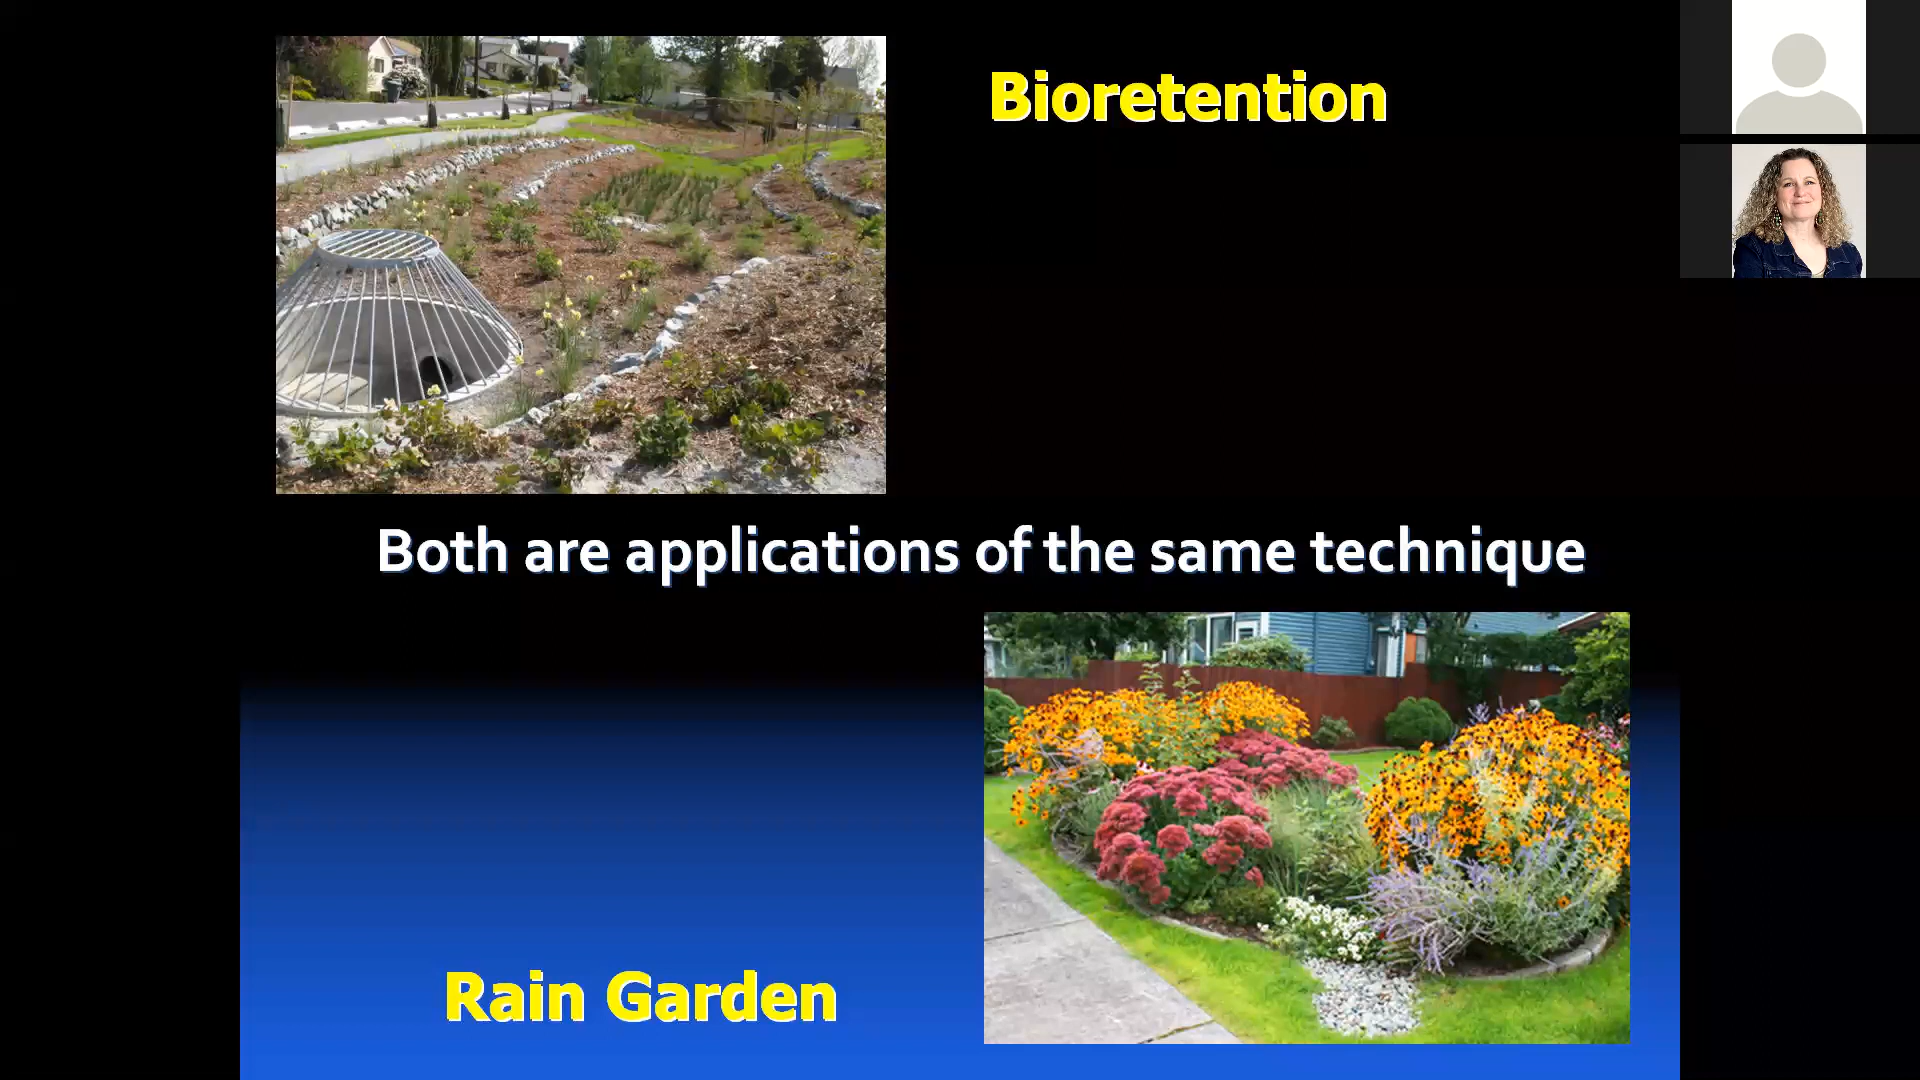 Bioretention
Both are applications of the same technique
Rain Garden